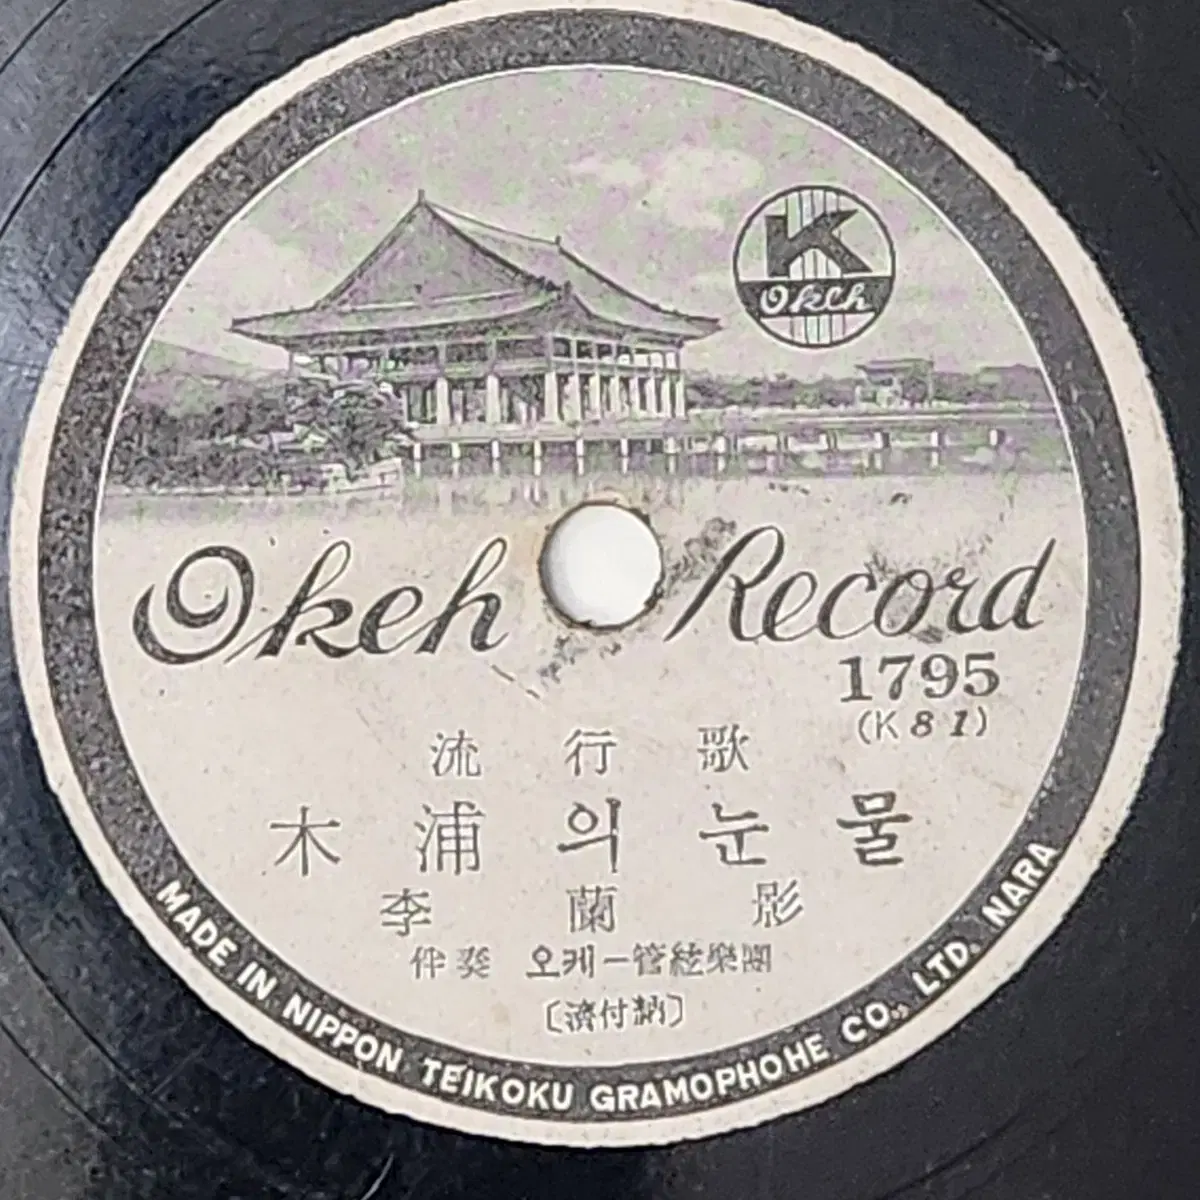 K
Okeh
Okeh Record
1795
(K 81)
流行歌
木浦의눈물
李蘭影
伴奏 오케ー管絃樂團
〔濟付納〕
MADE IN NIPPON TEIKOKU GRAMOPHOHE CO., LTD. NARA